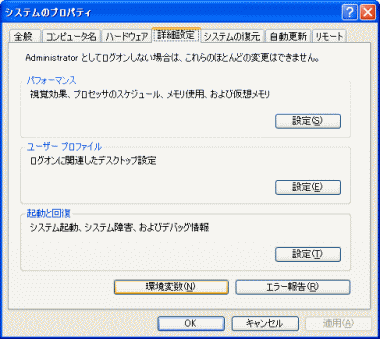 システムのプロパティ
全般 コンピュータ名 ハードウェア 詳細設定 システムの復元 自動更新 リモート
Administrator としてログオンしない場合は、これらのほとんどの変更はできません。
パフォーマンス
視覚効果、プロセッサのスケジュール、メモリ使用、および仮想メモリ
設定(S)
ユーザー プロファイル
ログオンに関連したデスクトップ設定
設定(E)
起動と回復
システム起動、システム障害、およびデバッグ情報
設定(T)
環境変数(N) エラー報告(R)
OK キャンセル 適用(A)